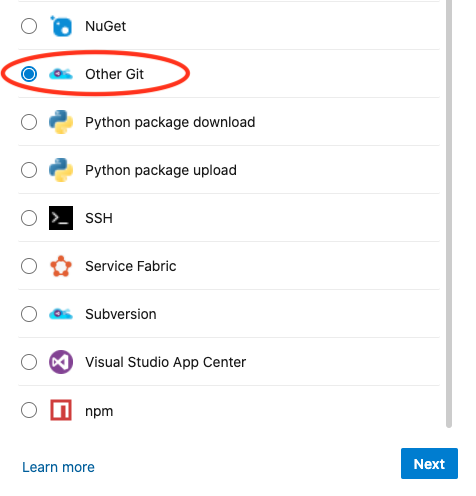 NuGet
Other Git
Python package download
Python package upload
SSH
Service Fabric
Subversion
Visual Studio App Center
npm
Learn more
Next